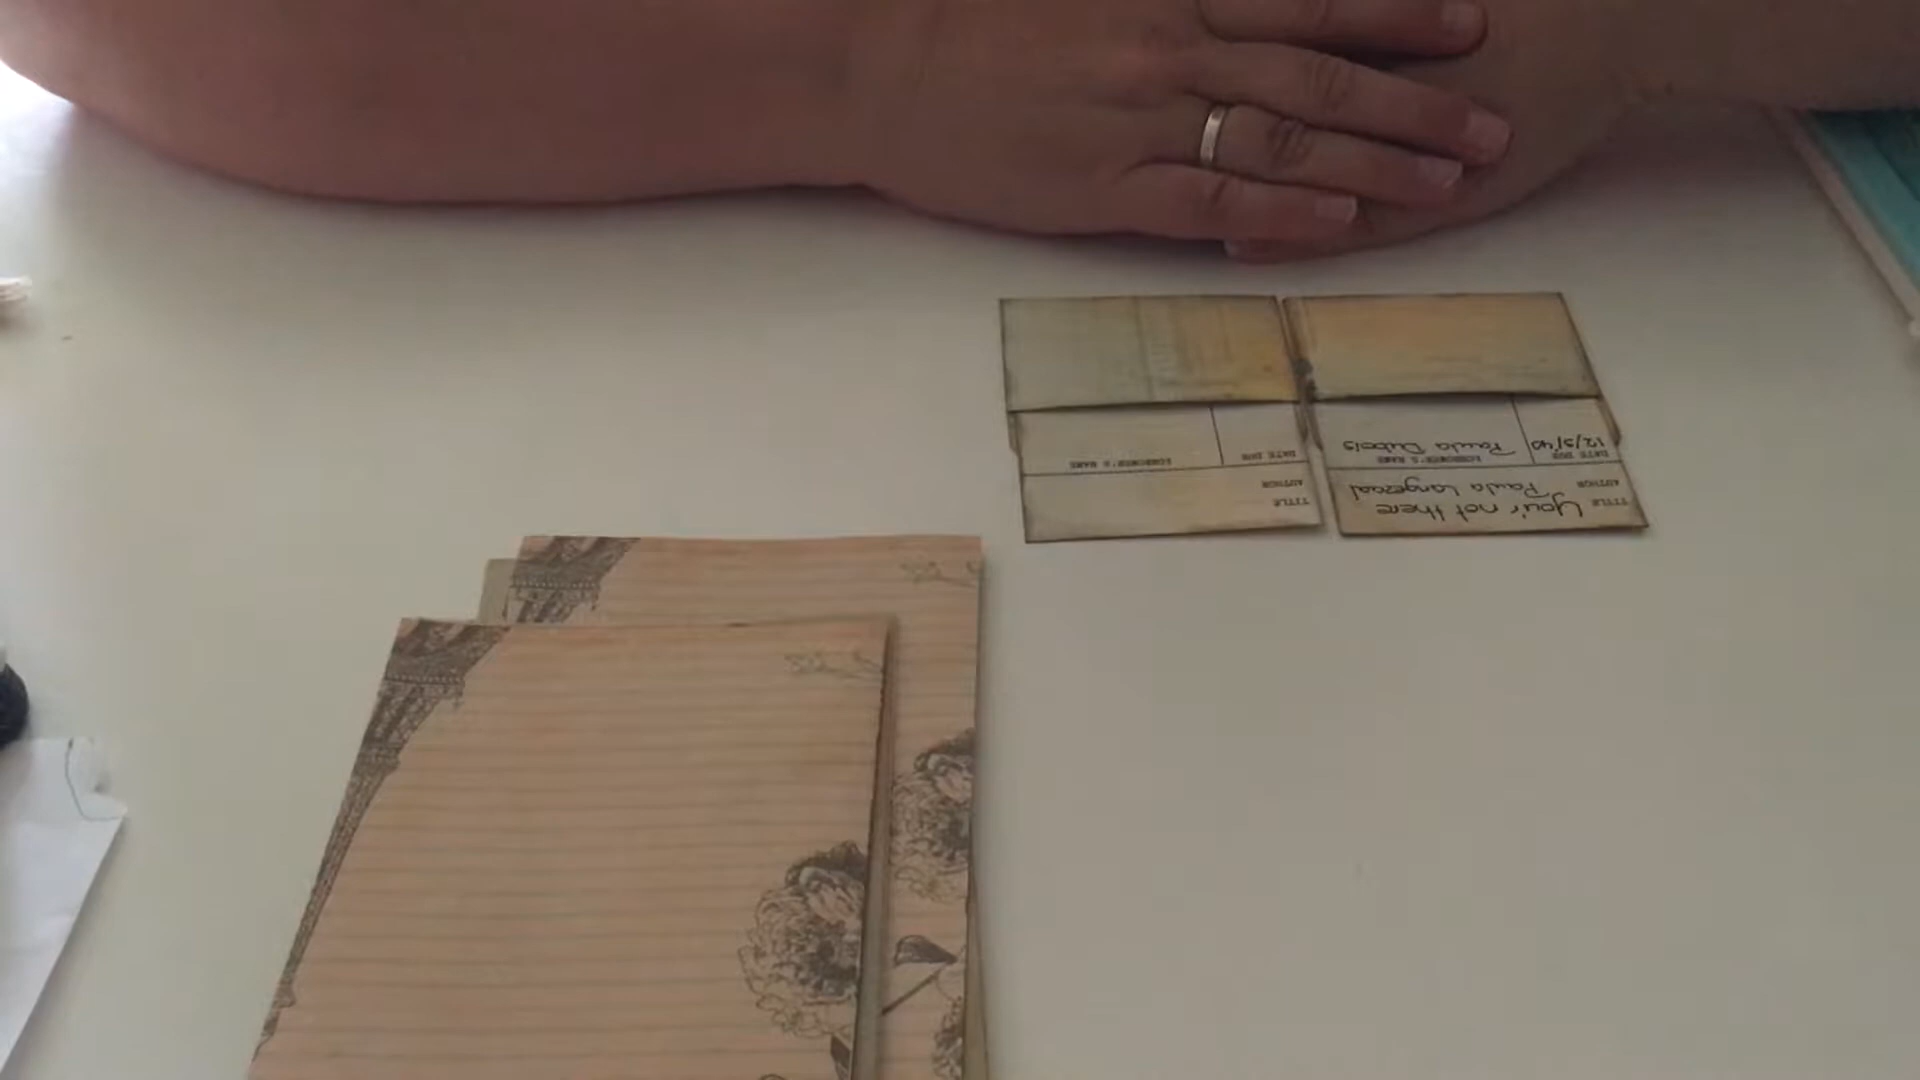 TITLE You'r not there
AUTHOR Paula Langezaal
DATE DUE BORROWER'S NAME
12/5/'40 Paula Dubois
TITLE
AUTHOR
DATE DUE BORROWER'S NAME